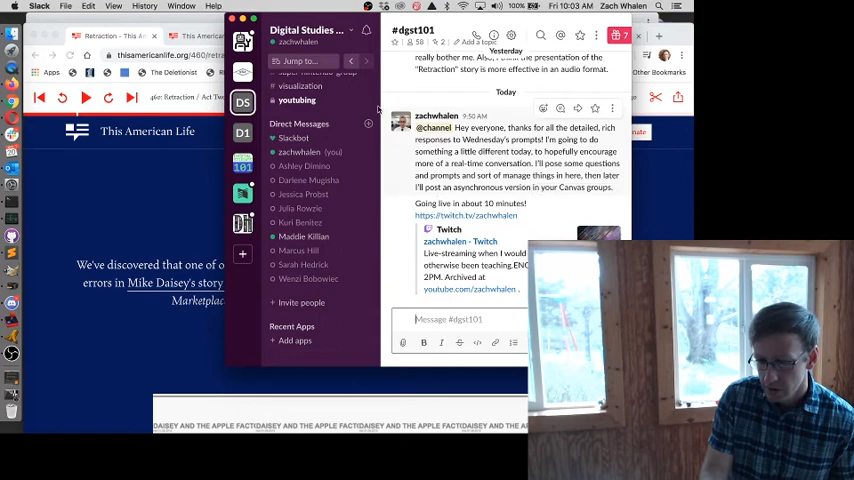 Slack File Edit View History Window Help
Fri 10:03 AM Zach Whalen
Retraction - This Ameri
460: Retra
thisamericanlife.org/460/retra
Apps W The Deletionist
Other Bookmarks
460: Retraction / Act Two
This American Life
nate
We've discovered that one of o
errors in Mike Daisey's story
Marketplac
DAISEY AND THE APPLE FACT
Digital Studies ...
zachwhalen
Jump to...
visualization
youtubing
Direct Messages
Slackbot
zachwhalen (you)
Ashley Dimino
Darlene Mugisha
Jessica Probst
Julia Rowzie
Kuri Benitez
Maddie Killian
Marcus Hill
Sarah Hedrick
Wenzi Bobowiec
Invite people
Recent Apps
Add apps
DS
D1
101
#dgst101
58 2 Add a topic
7
Yesterday
really bother me. Also, I think the presentation of the
"Retraction" story is more effective in an audio format.
Today
zachwhalen 9:50 AM
@channel Hey everyone, thanks for all the detailed, rich
responses to Wednesday's prompts! I'm going to do
something a little different today, to hopefully encourage
more of a real-time conversation. I'll pose some questions
and prompts and sort of manage things in here, then later
I'll post an asynchronous version in your Canvas groups.
Going live in about 10 minutes!
https://twitch.tv/zachwhalen
Twitch
zachwhalen - Twitch
Live-streaming when I would
otherwise been teaching,ENG
2PM. Archived at
youtube.com/zachwhalen .
Message #dgst101